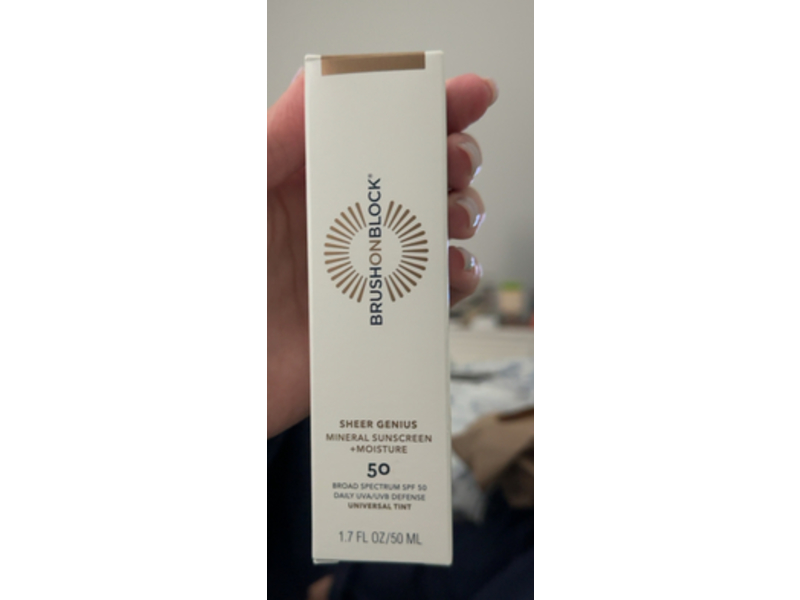 BRUSHONBLOCK®
SHEER GENIUS
MINERAL SUNSCREEN
+MOISTURE
50
BROAD SPECTRUM SPF 50
DAILY UVA/UVB DEFENSE
UNIVERSAL TINT
1.7 FL OZ/50 ML